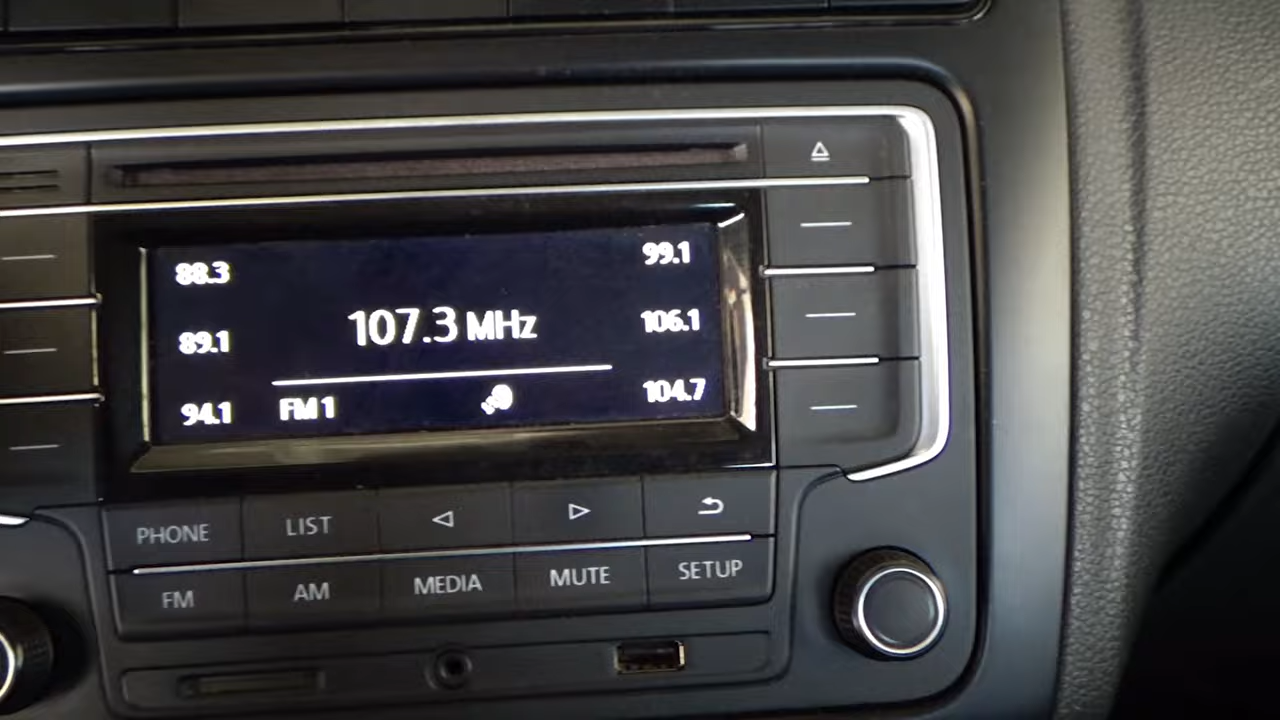 88.3
99.1
107.3 MHz
89.1
106.1
94.1
FM 1
104.7
PHONE
LIST
FM
AM
MEDIA
MUTE
SETUP